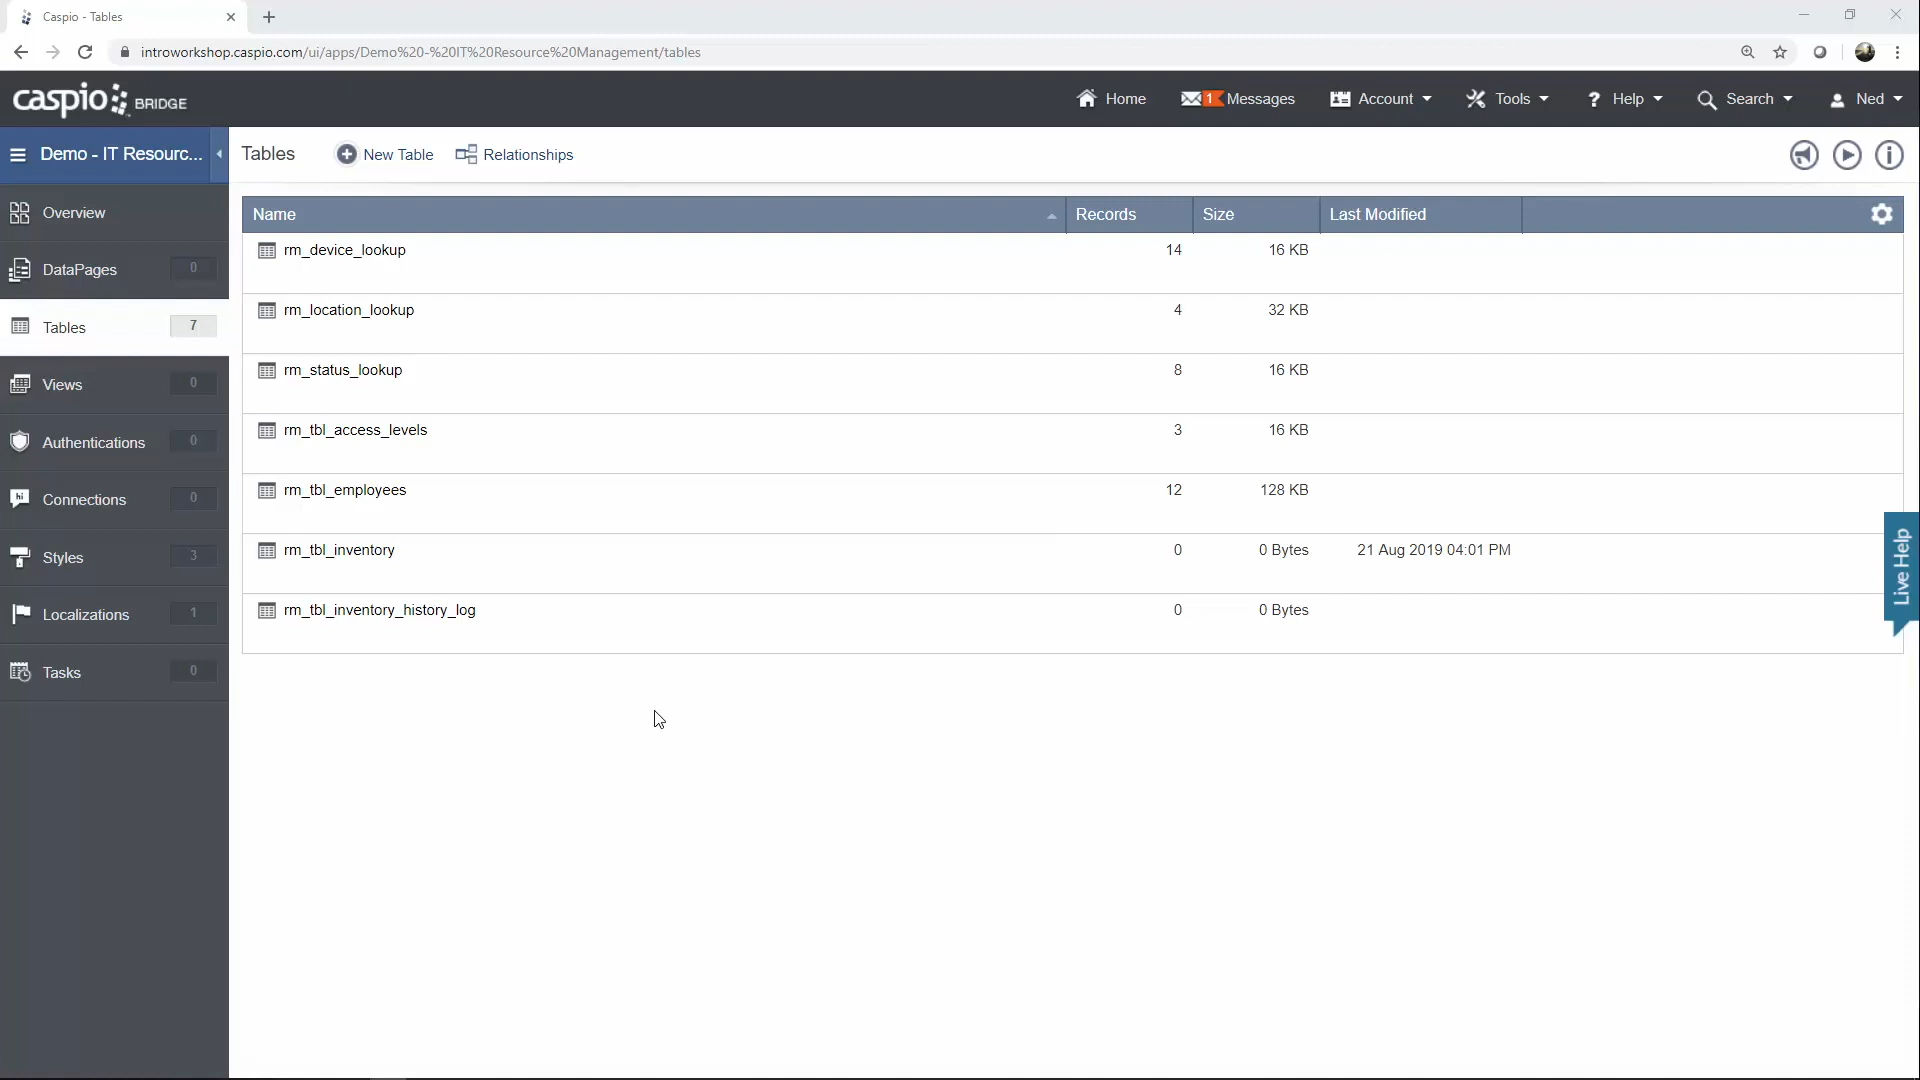 Caspio - Tables
introworkshop.caspio.com/ui/apps/Demo%20-%20IT%20Resource%20Management/tables
caspio BRIDGE
Home
1 Messages
Account
Tools
? Help
Search
Ned
Demo - IT Resourc...
Tables
New Table
Relationships
Overview
DataPages 0
Tables 7
Views 0
Authentications 0
hi Connections 0
Styles 3
Localizations 1
Tasks 0
Name Records Size Last Modified
rm_device_lookup 14 16 KB
rm_location_lookup 4 32 KB
rm_status_lookup 8 16 KB
rm_tbl_access_levels 3 16 KB
rm_tbl_employees 12 128 KB
rm_tbl_inventory 0 0 Bytes 21 Aug 2019 04:01 PM
rm_tbl_inventory_history_log 0 0 Bytes
Live Help